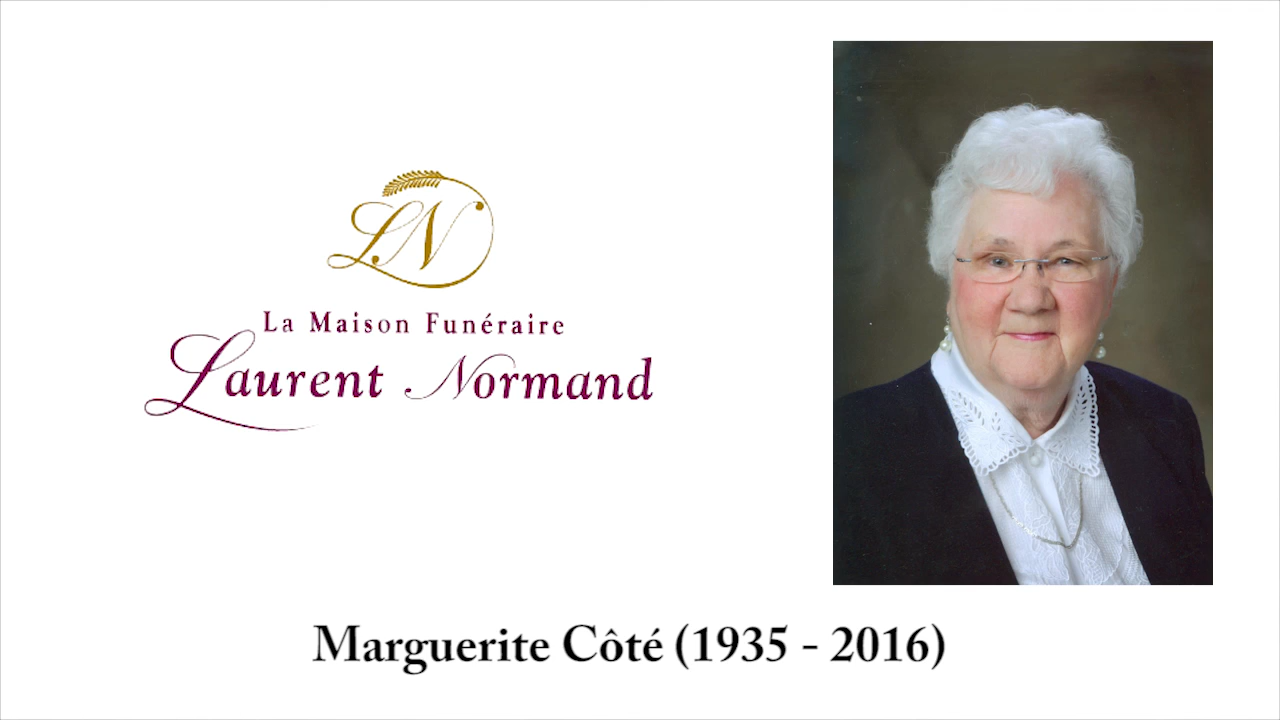 LN
La Maison Funéraire
Laurent Normand
Marguerite Côté (1935 - 2016)